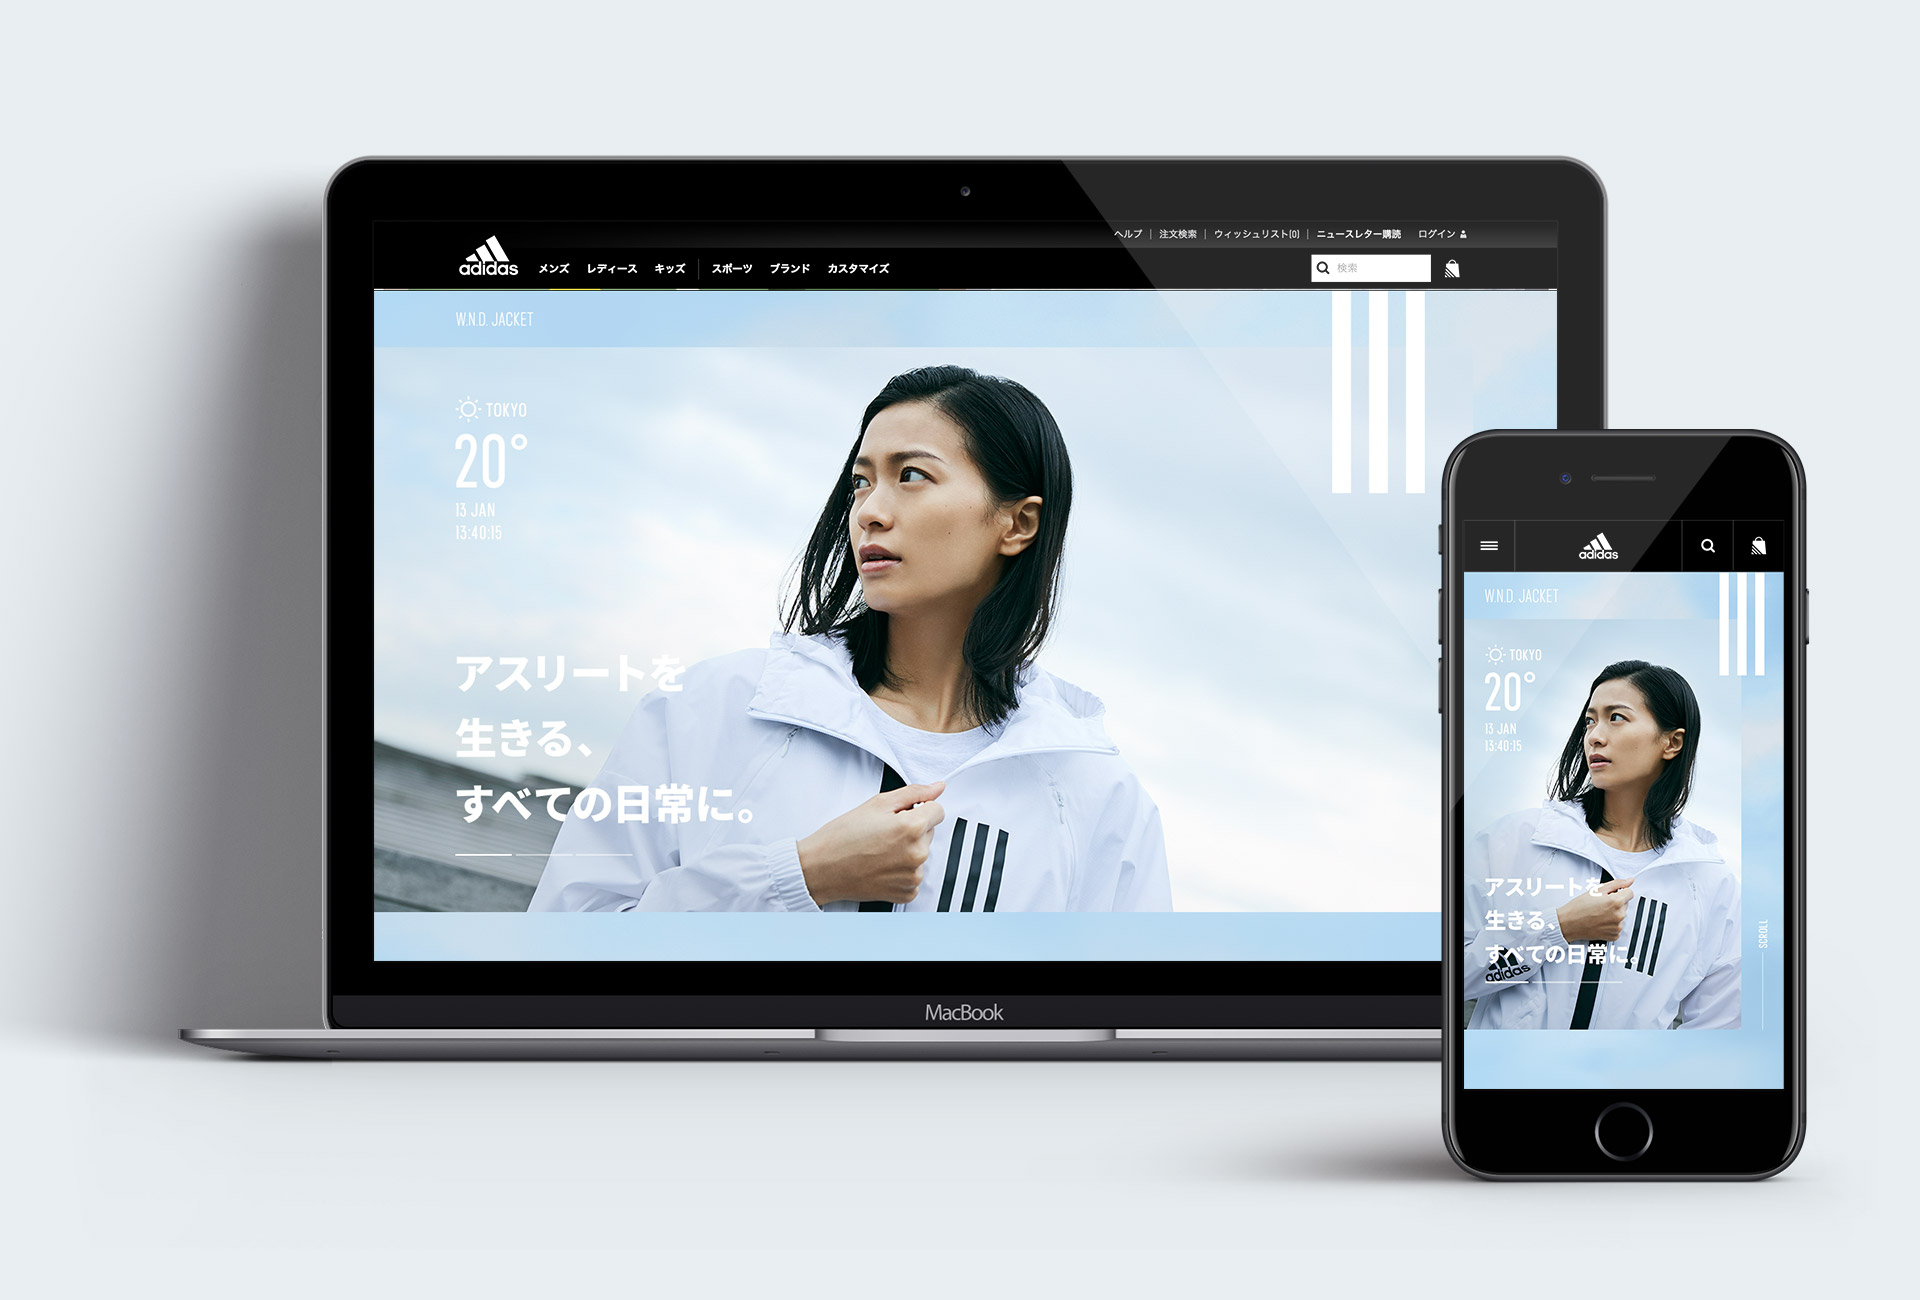 ヘルプ | 注文検索 | ウィッシュリスト(0) | ニュースレター購読 ログイン
adidas メンズ レディース キッズ | スポーツ ブランド カスタマイズ 検索
W.N.D. JACKET
TOKYO
20°
13 JAN
13:40:15
アスリートを
生きる、
すべての日常に。
MacBook
adidas
W.N.D. JACKET
TOKYO
20°
13 JAN
13:40:15
アスリートを
生きる、
すべての日常に。
adidas
SCROLL